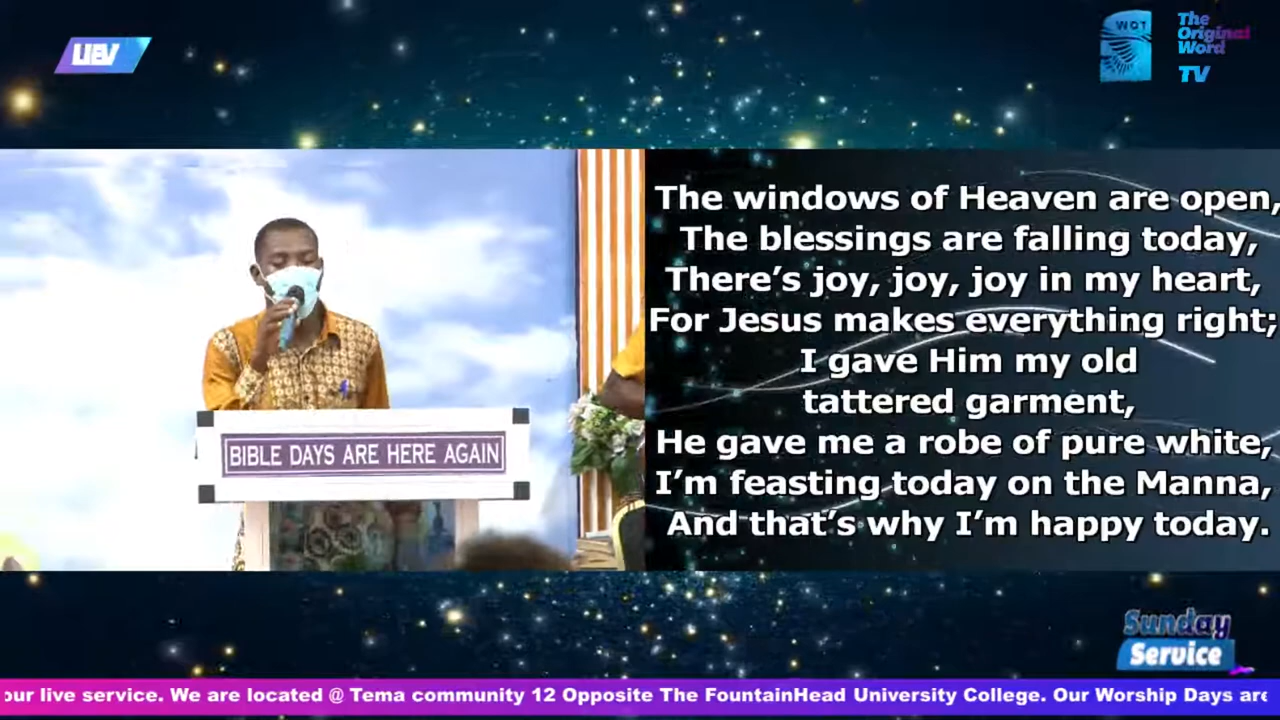 LIEV
WOT
The
Original
Word
TV
The windows of Heaven are open,
The blessings are falling today,
There's joy, joy, joy in my heart,
For Jesus makes everything right;
I gave Him my old
tattered garment,
He gave me a robe of pure white,
I'm feasting today on the Manna,
And that's why I'm happy today.
BIBLE DAYS ARE HERE AGAIN
Sunday
Service
our live service. We are located @ Tema community 12 Opposite The FountainHead University College. Our Worship Days are